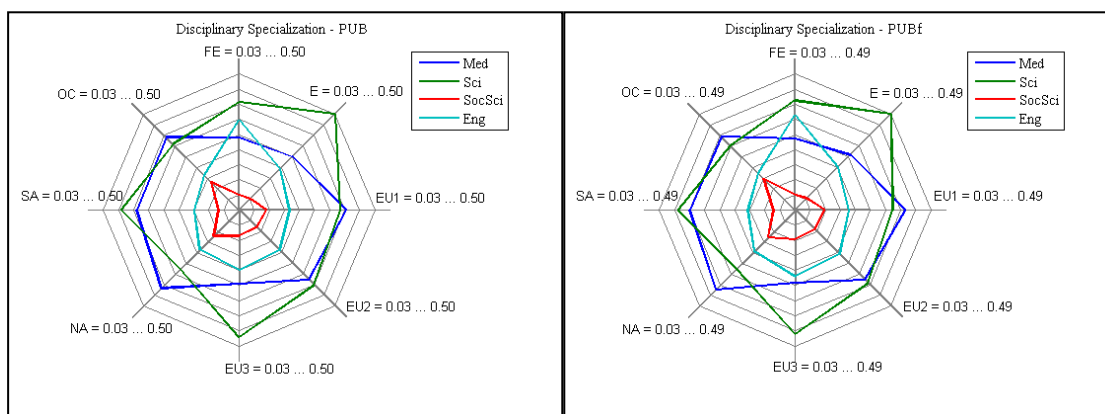 Disciplinary Specialization - PUB
FE = 0.03 ... 0.50
Med
Sci
SocSci
Eng
OC = 0.03 ... 0.50
E = 0.03 ... 0.50
SA = 0.03 ... 0.50
EU1 = 0.03 ... 0.50
NA = 0.03 ... 0.50
EU2 = 0.03 ... 0.50
EU3 = 0.03 ... 0.50
Disciplinary Specialization - PUBf
FE = 0.03 ... 0.49
Med
Sci
SocSci
Eng
OC = 0.03 ... 0.49
E = 0.03 ... 0.49
SA = 0.03 ... 0.49
EU1 = 0.03 ... 0.49
NA = 0.03 ... 0.49
EU2 = 0.03 ... 0.49
EU3 = 0.03 ... 0.49